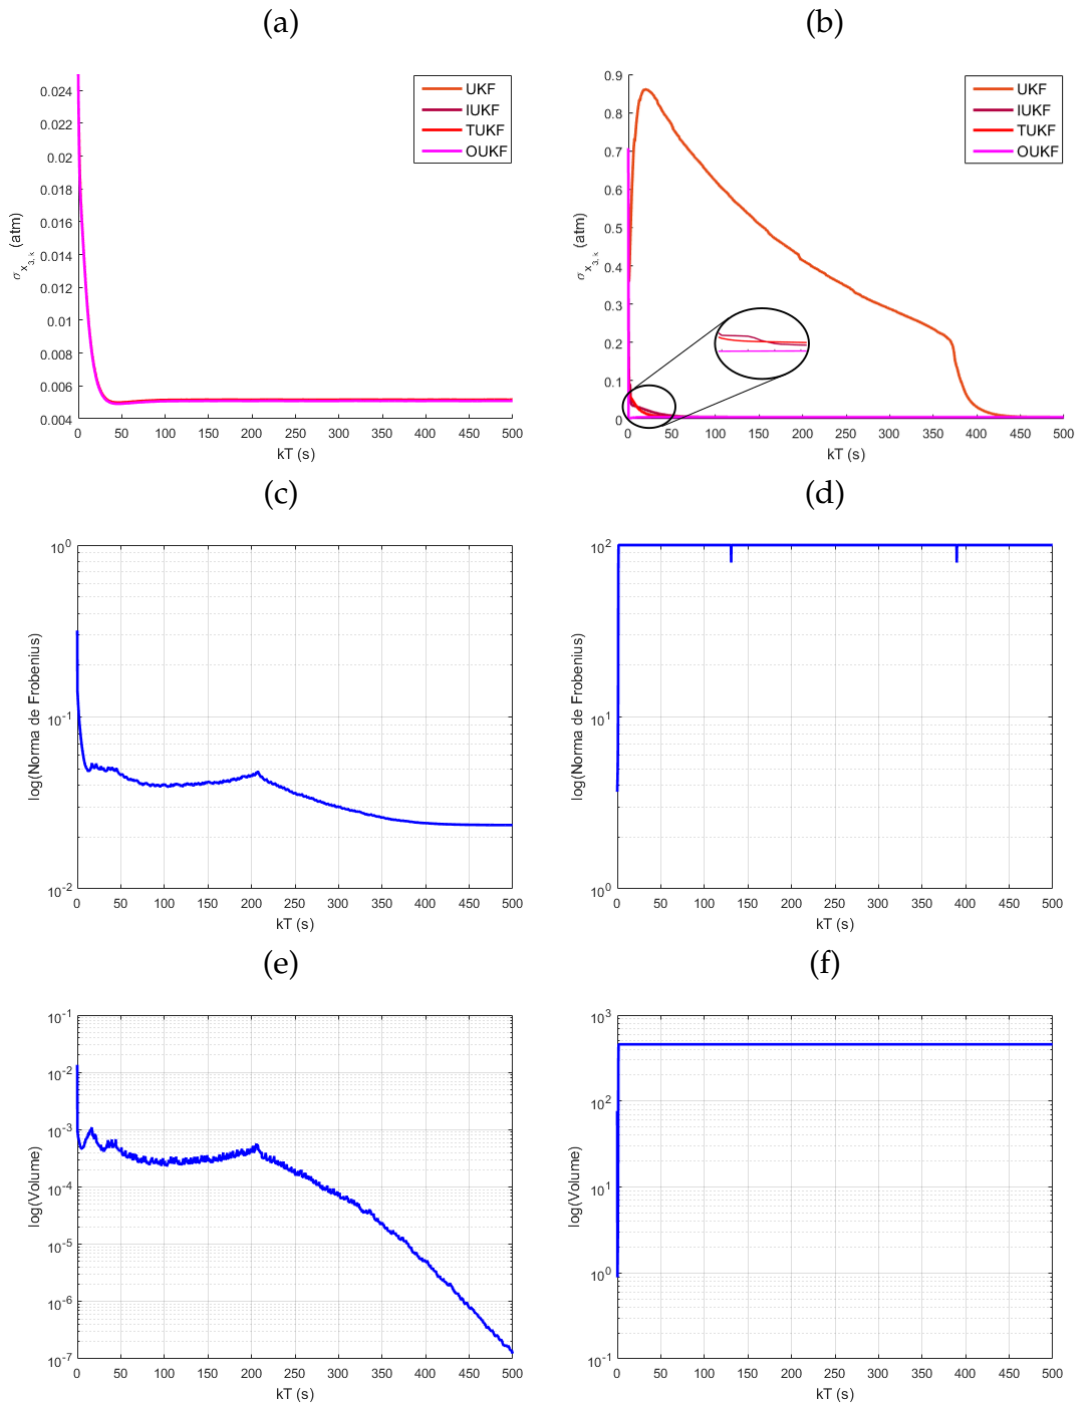 (a)
0.024
0.022
0.02
0.018
0.016
0.014
0.012
0.01
0.008
0.006
0.004
σ x 3, k (atm)
0 50 100 150 200 250 300 350 400 450 500
kT (s)
UKF
IUKF
TUKF
OUKF
(b)
0.9
0.8
0.7
0.6
0.5
0.4
0.3
0.2
0.1
0
σ x 3, k (atm)
0 50 100 150 200 250 300 350 400 450 500
kT (s)
UKF
IUKF
TUKF
OUKF
(c)
10^0
10^-1
10^-2
log(Norma de Frobenius)
0 50 100 150 200 250 300 350 400 450 500
kT (s)
(d)
10^2
10^1
10^0
log(Norma de Frobenius)
0 50 100 150 200 250 300 350 400 450 500
kT (s)
(e)
10^-1
10^-2
10^-3
10^-4
10^-5
10^-6
10^-7
log(Volume)
0 50 100 150 200 250 300 350 400 450 500
kT (s)
(f)
10^3
10^2
10^1
10^0
10^-1
log(Volume)
0 50 100 150 200 250 300 350 400 450 500
kT (s)